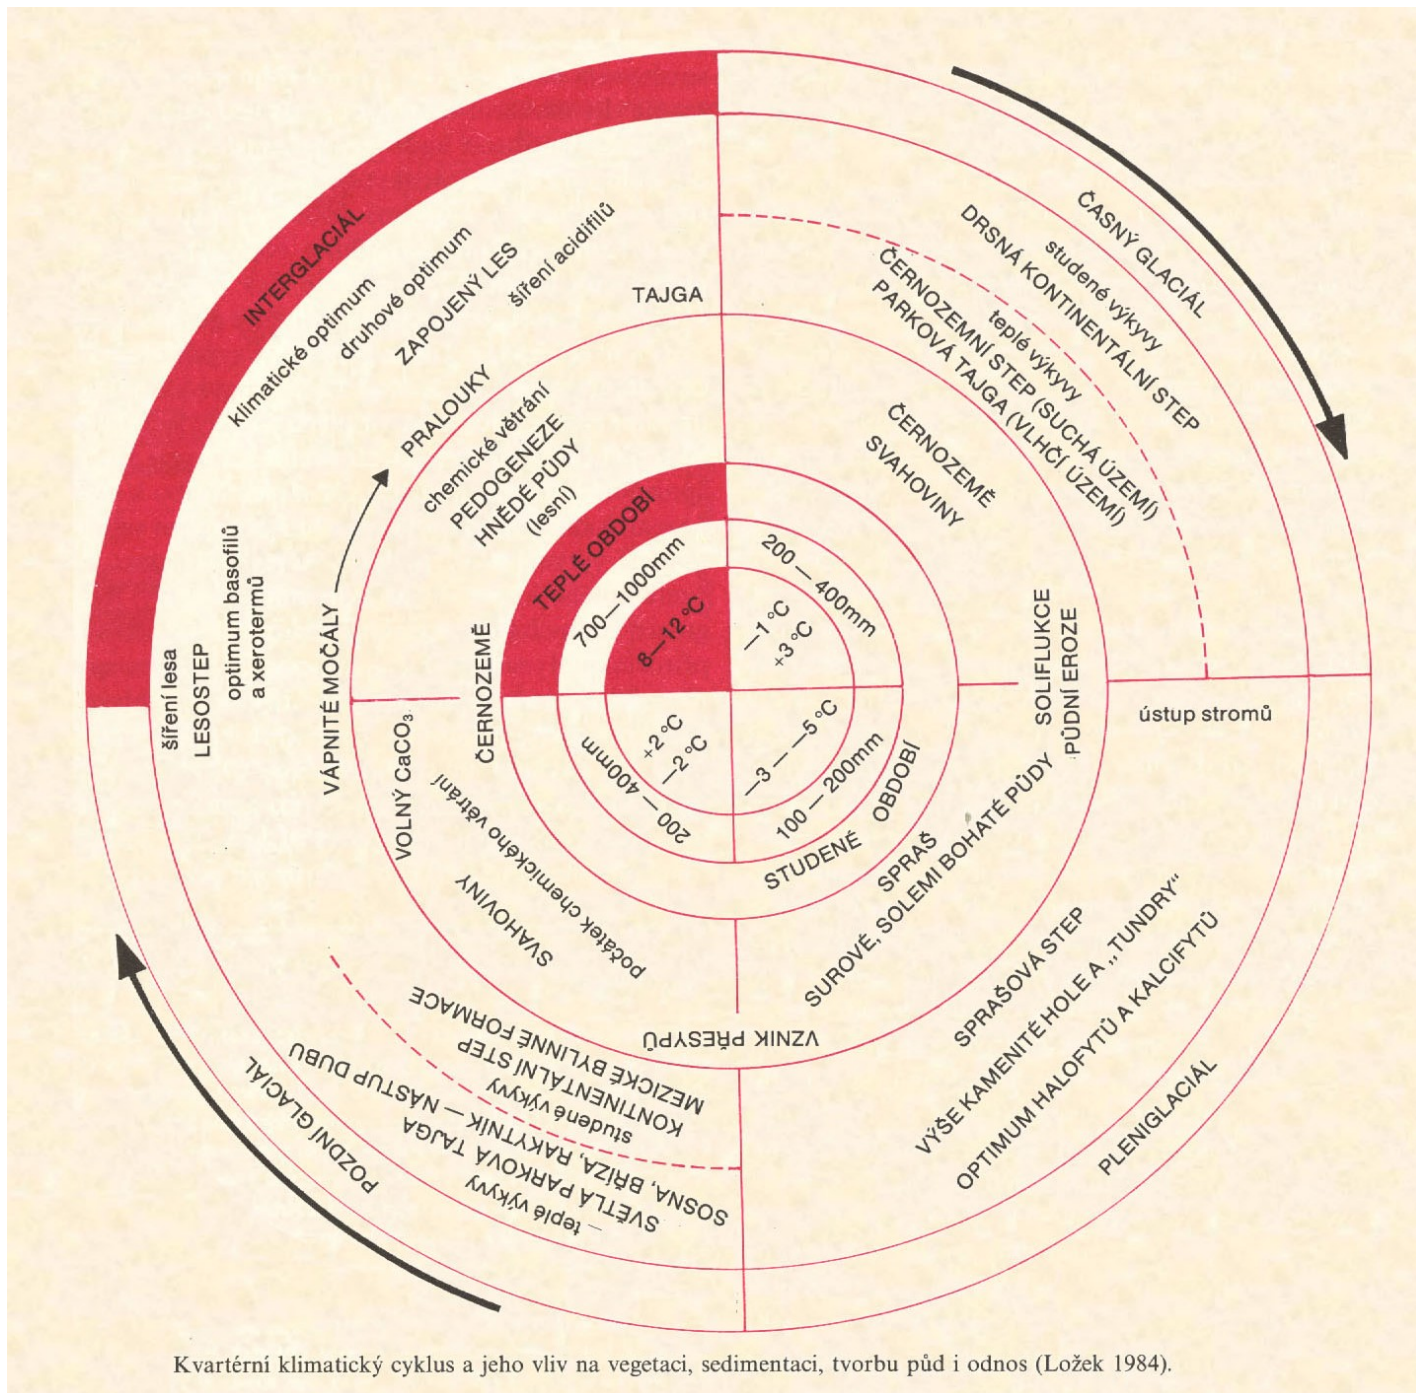 INTERGLACIÁL
klimatické optimum
druhové optimum
ZAPOJENÝ LES
šíření acidifilů
TAJGA
PRALOUKY
chemické větrání
PEDOGENEZE
HNĚDÉ PŮDY
(lesní)
TEPLÉ OBDOBÍ
700—1000mm
8—12 °C
ČASNÝ GLACIÁL
studené výkyvy
DRSNÁ KONTINENTÁLNÍ STEP
teplé výkyvy
ČERNOZEMNÍ STEP (SUCHÁ ÚZEMÍ)
PARKOVÁ TAJGA (VLHČÍ ÚZEMÍ)
ČERNOZEMĚ
SVAHOVINY
200 — 400mm
—1 °C
+3 °C
SOLIFLUKCE
PŮDNÍ EROZE
ústup stromů
—3 — —5 °C
100 — 200mm
STUDENÉ OBDOBÍ
SPRAŠ
SUROVÉ, SOLEMI BOHATÉ PŮDY
SPRAŠOVÁ STEP
VÝŠE KAMENITÉ HOLE A „TUNDRY“
OPTIMUM HALOFYTŮ A KALCIFYTŮ
PLENIGLACIÁL
VZNIK PŘESYPŮ
MEZICKÉ BYLINNÉ FORMACE
KONTINENTÁLNÍ STEP
studené výkyvy
SOSNA, BŘÍZA, RAKYTNÍK — NÁSTUP DUBU
SVĚTLÁ PARKOVÁ TAJGA
— teplé výkyvy
POZDNÍ GLACIÁL
SVAHOVINY
počátek chemického větrání
200 — 400mm
+2 °C
—2 °C
VOLNÝ CaCO₃
ČERNOZEMĚ
VÁPNITÉ MOČÁLY
optimum basofilů
a xerotermů
šíření lesa
LESOSTEP
Kvartérní klimatický cyklus a jeho vliv na vegetaci, sedimentaci, tvorbu půd i odnos (Ložek 1984).